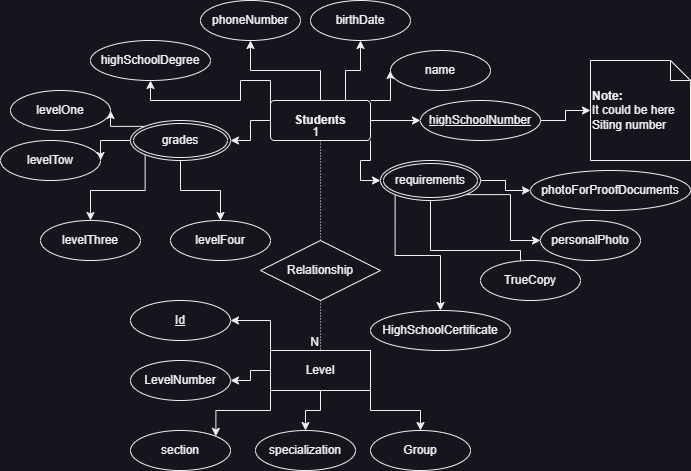 phoneNumber
birthDate
highSchoolDegree
name
levelOne
Students
1
highSchoolNumber
Note:
It could be here
Siting number
grades
levelTow
requirements
photoForProofDocuments
levelThree
levelFour
personalPhoto
Relationship
TrueCopy
Id
HighSchoolCertificate
N
Level
LevelNumber
section
specialization
Group